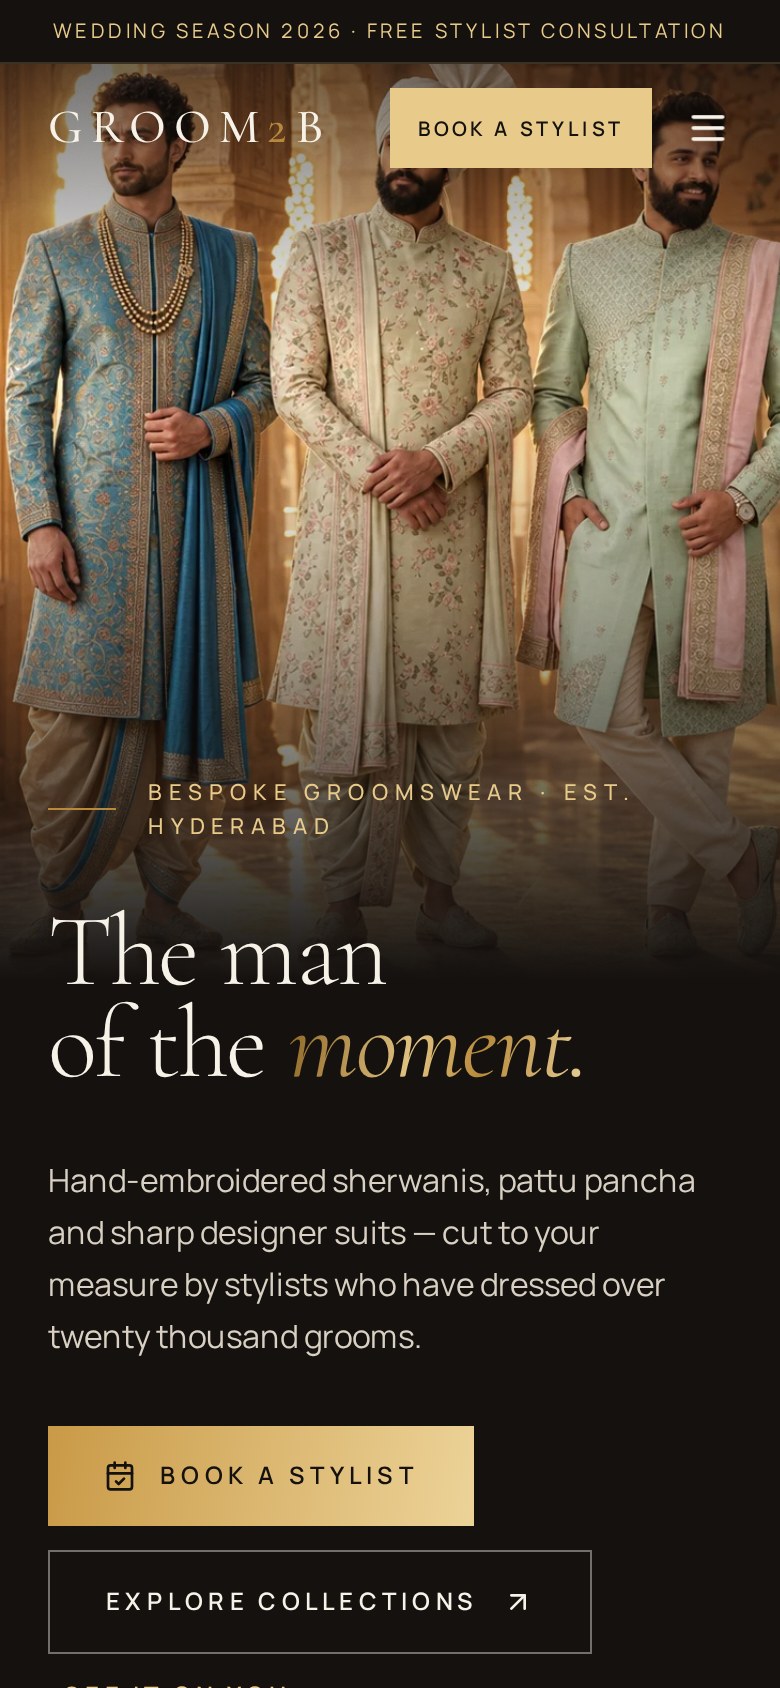 WEDDING SEASON 2026 · FREE STYLIST CONSULTATION
GROOM2B
BOOK A STYLIST
BESPOKE GROOMSWEAR · EST.
HYDERABAD
The man
of the moment.
Hand-embroidered sherwanis, pattu pancha
and sharp designer suits — cut to your
measure by stylists who have dressed over
twenty thousand grooms.
BOOK A STYLIST
EXPLORE COLLECTIONS